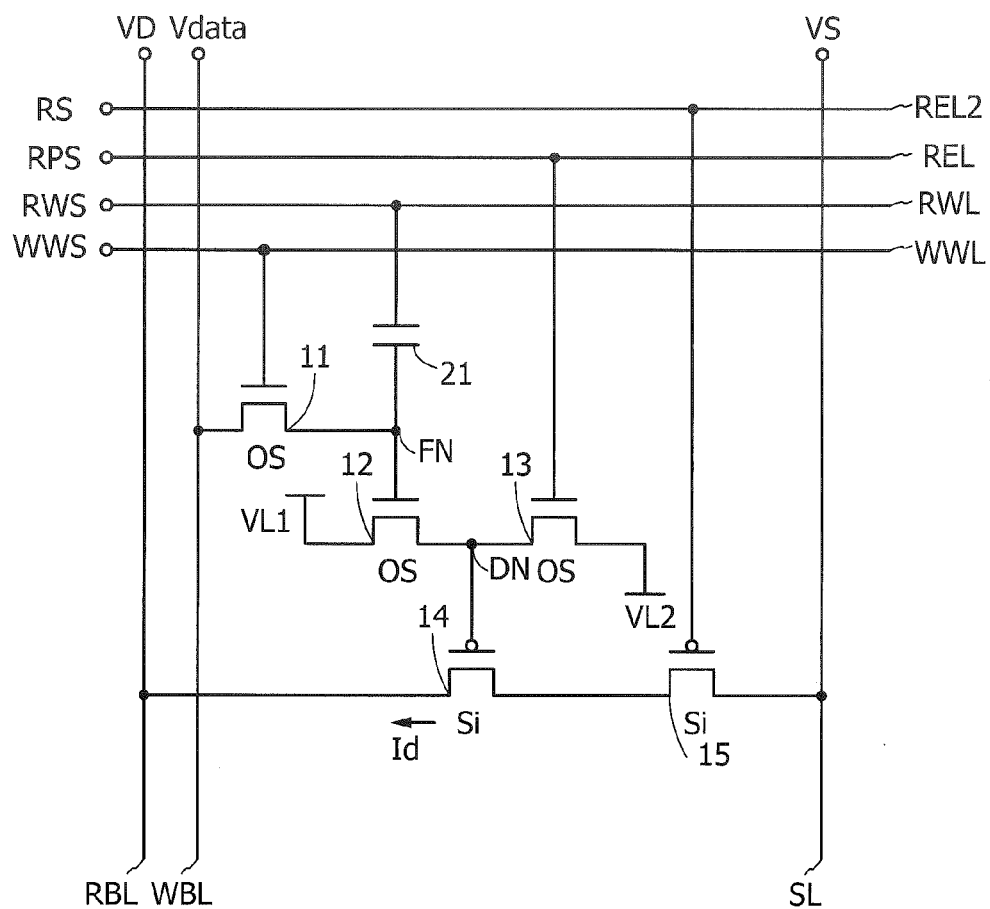 VD Vdata VS
RS REL2
RPS REL
RWS RWL
WWS WWL
11 21
OS FN
12 13
VL1
OS DN OS
VL2
14
Si Si
Id 15
RBL WBL SL